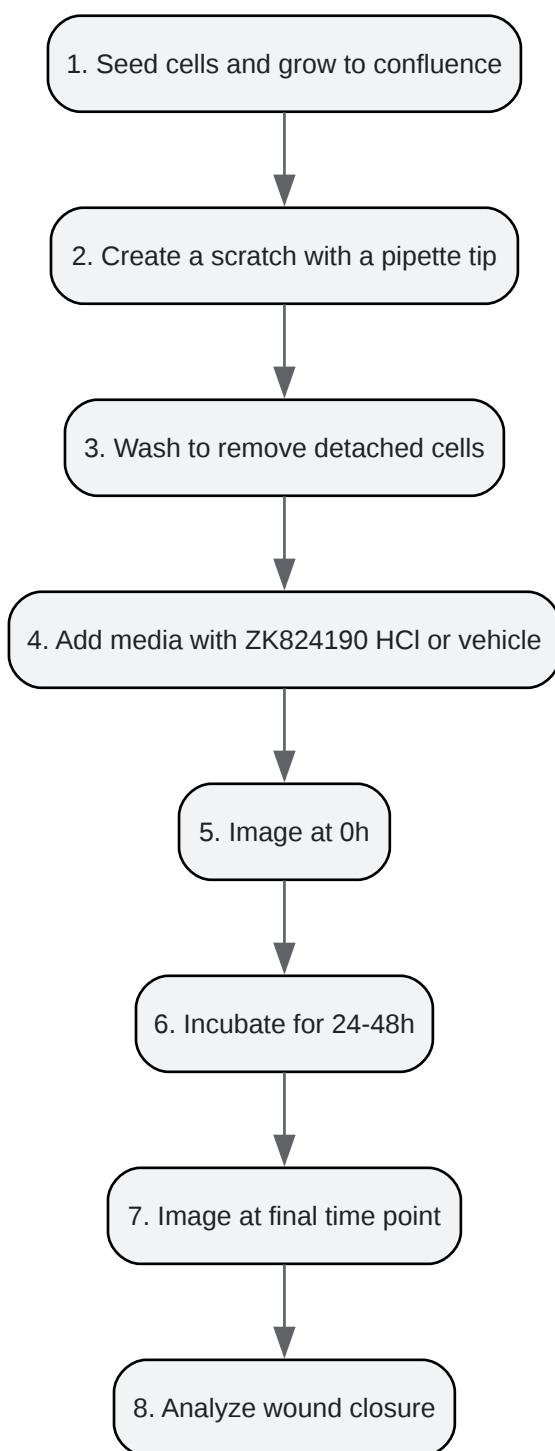 1. Seed cells and grow to confluence
2. Create a scratch with a pipette tip
3. Wash to remove detached cells
4. Add media with ZK824190 HCl or vehicle
5. Image at 0h
6. Incubate for 24-48h
7. Image at final time point
8. Analyze wound closure